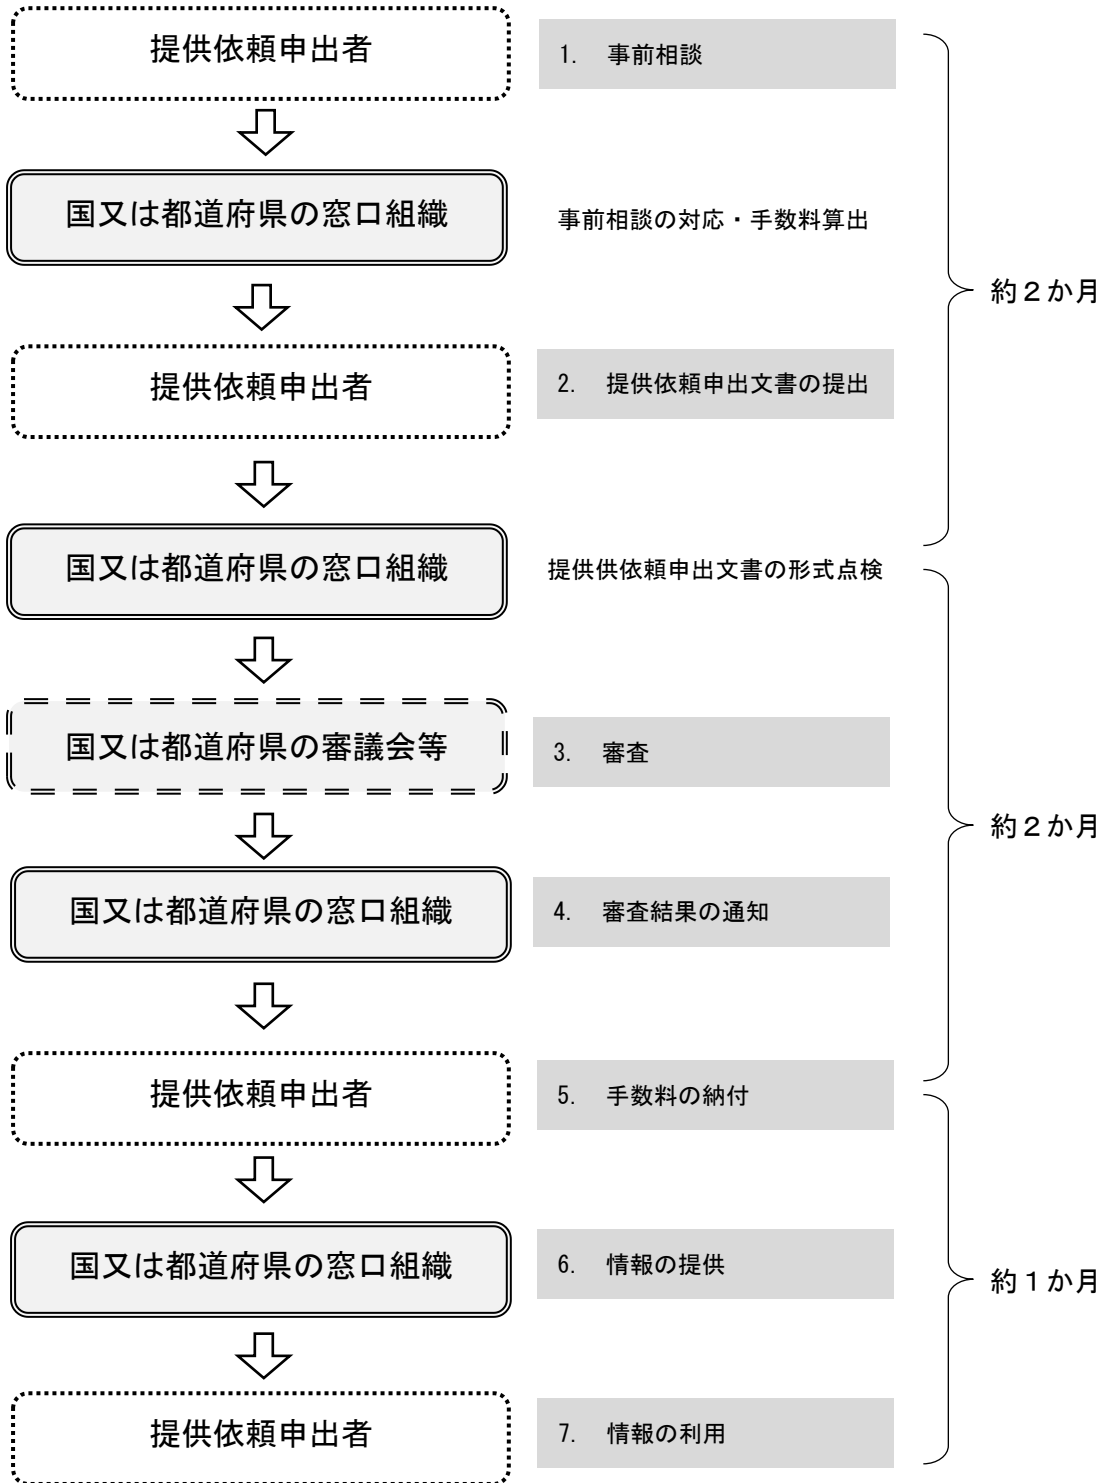 提供依頼申出者
1. 事前相談
国又は都道府県の窓口組織
事前相談の対応・手数料算出
約２か月
提供依頼申出者
2. 提供依頼申出文書の提出
国又は都道府県の窓口組織
提供供依頼申出文書の形式点検
国又は都道府県の審議会等
3. 審査
約２か月
国又は都道府県の窓口組織
4. 審査結果の通知
提供依頼申出者
5. 手数料の納付
国又は都道府県の窓口組織
6. 情報の提供
約１か月
提供依頼申出者
7. 情報の利用